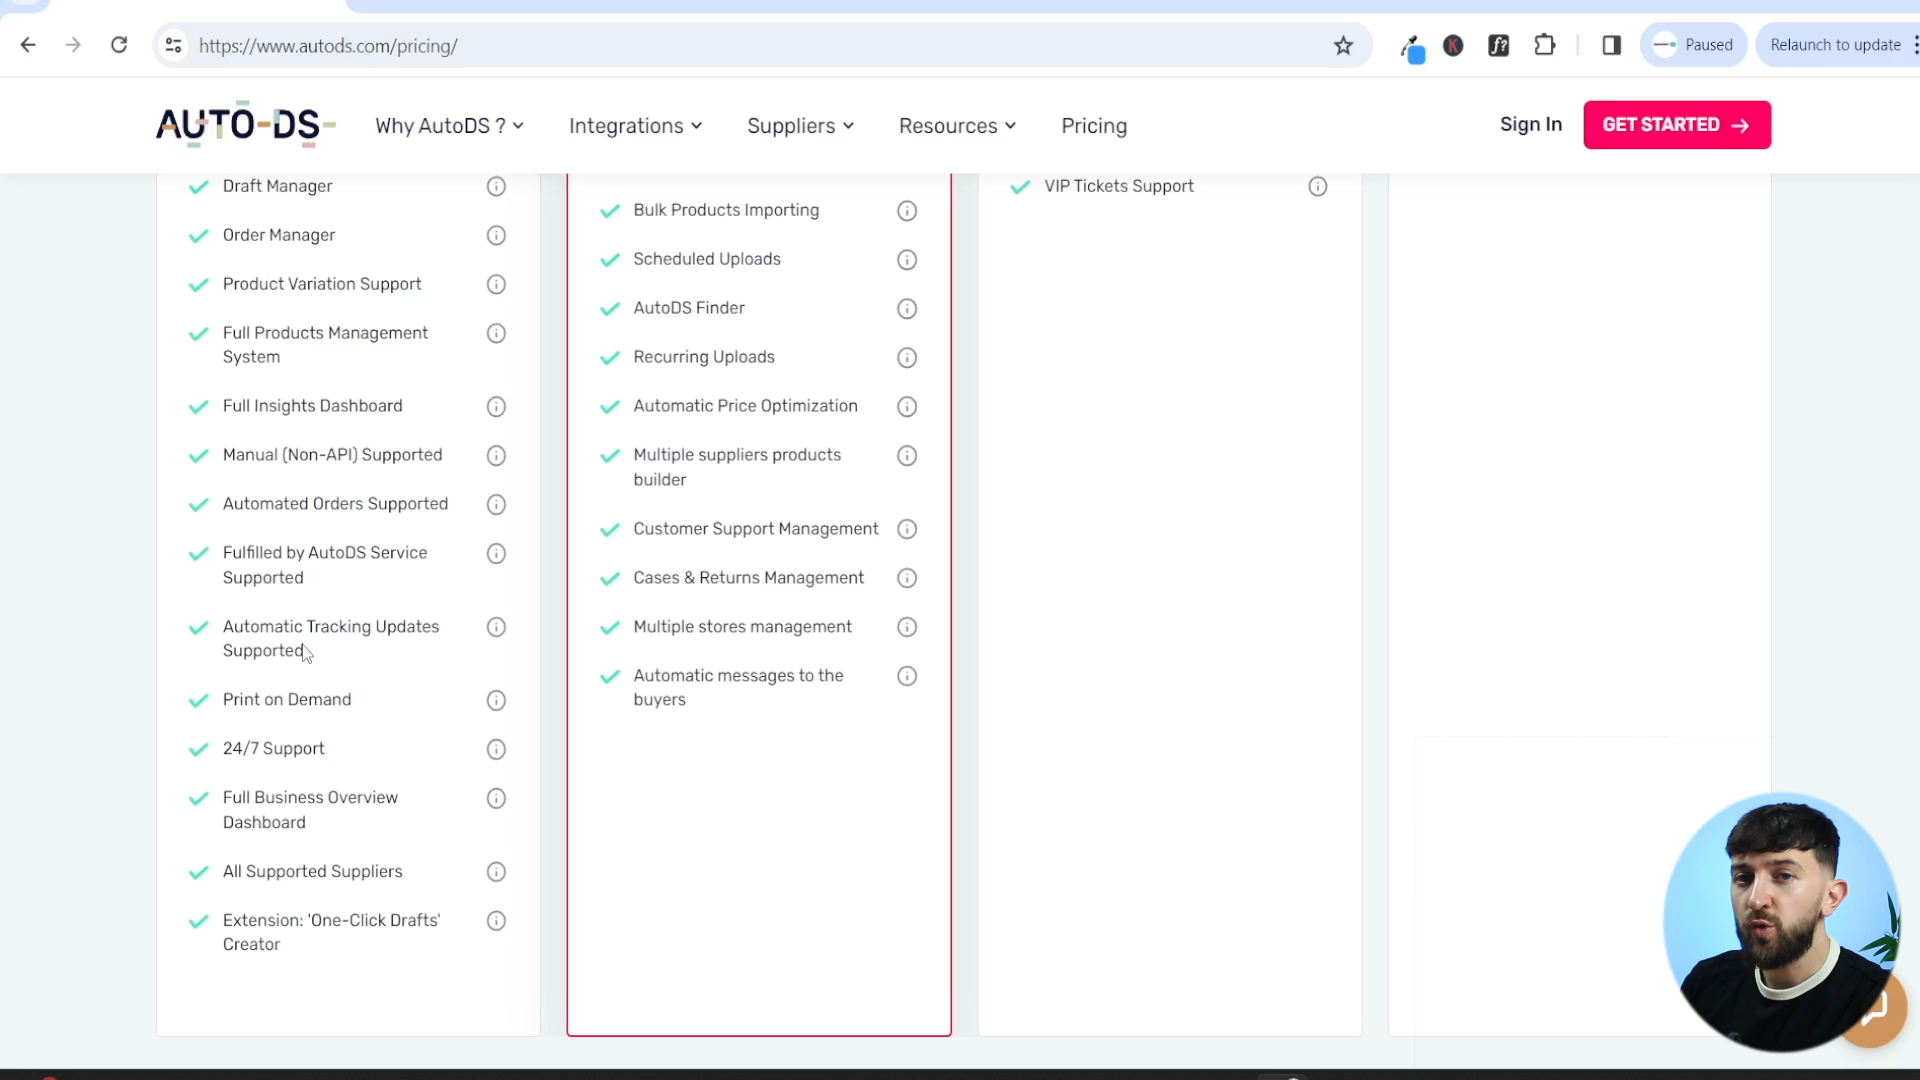 https://www.autods.com/pricing/
Paused
Relaunch to update
AUTO-DS-
Why AutoDS ?
Integrations
Suppliers
Resources
Pricing
Sign In
GET STARTED
Draft Manager
Order Manager
Product Variation Support
Full Products Management
System
Full Insights Dashboard
Manual (Non-API) Supported
Automated Orders Supported
Fulfilled by AutoDS Service
Supported
Automatic Tracking Updates
Supported
Print on Demand
24/7 Support
Full Business Overview
Dashboard
All Supported Suppliers
Extension: 'One-Click Drafts'
Creator
Bulk Products Importing
Scheduled Uploads
AutoDS Finder
Recurring Uploads
Automatic Price Optimization
Multiple suppliers products
builder
Customer Support Management
Cases & Returns Management
Multiple stores management
Automatic messages to the
buyers
VIP Tickets Support